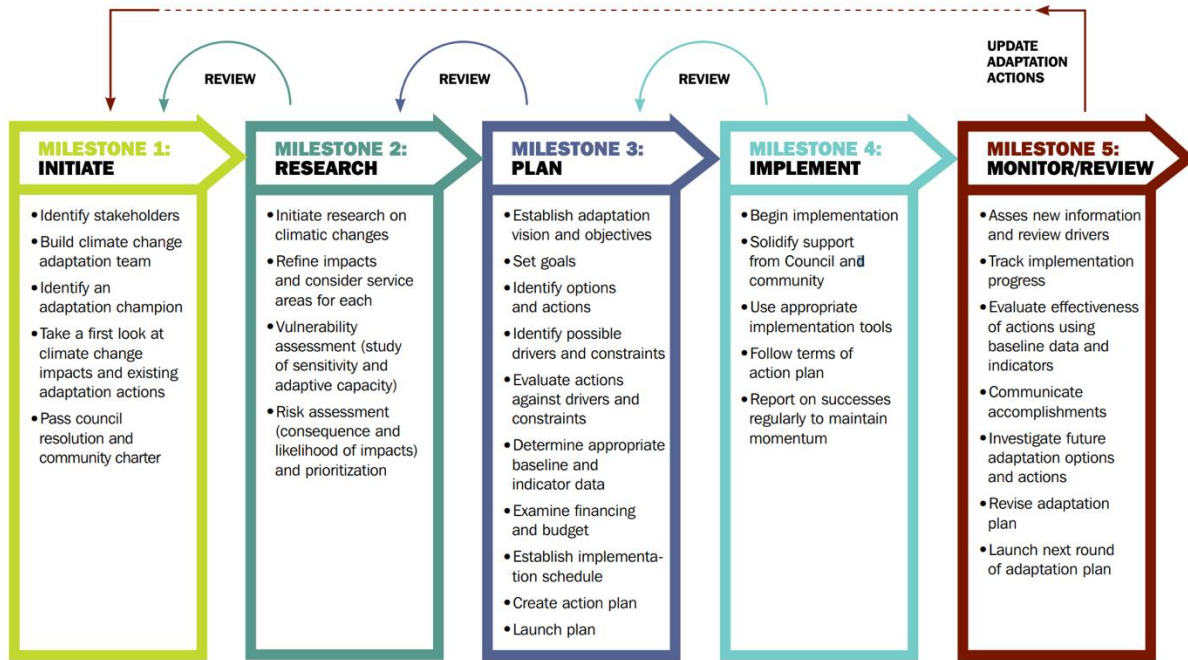 UPDATE
ADAPTATION
ACTIONS
REVIEW
REVIEW
REVIEW
MILESTONE 1:
INITIATE
• Identify stakeholders
• Build climate change
adaptation team
• Identify an
adaptation champion
• Take a first look at
climate change
impacts and existing
adaptation actions
• Pass council
resolution and
community charter
MILESTONE 2:
RESEARCH
• Initiate research on
climatic changes
• Refine impacts
and consider service
areas for each
• Vulnerability
assessment (study
of sensitivity and
adaptive capacity)
• Risk assessment
(consequence and
likelihood of impacts)
and prioritization
MILESTONE 3:
PLAN
• Establish adaptation
vision and objectives
• Set goals
• Identify options
and actions
• Identify possible
drivers and constraints
• Evaluate actions
against drivers and
constraints
• Determine appropriate
baseline and
indicator data
• Examine financing
and budget
• Establish implementa-
tion schedule
• Create action plan
• Launch plan
MILESTONE 4:
IMPLEMENT
• Begin implementation
• Solidify support
from Council and
community
• Use appropriate
implementation tools
• Follow terms of
action plan
• Report on successes
regularly to maintain
momentum
MILESTONE 5:
MONITOR/REVIEW
• Asses new information
and review drivers
• Track implementation
progress
• Evaluate effectiveness
of actions using
baseline data and
indicators
• Communicate
accomplishments
• Investigate future
adaptation options
and actions
• Revise adaptation
plan
• Launch next round
of adaptation plan